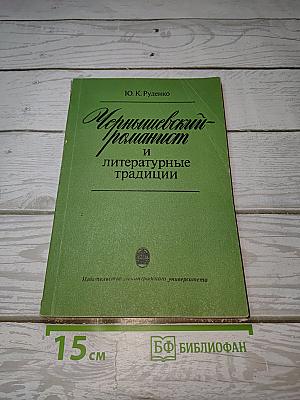 Ю. К. Руденко
Чернышевский-
романист
и
литературные
традиции
Издательство Ленинградского университета
15 см
БФ БИБЛИОФАН